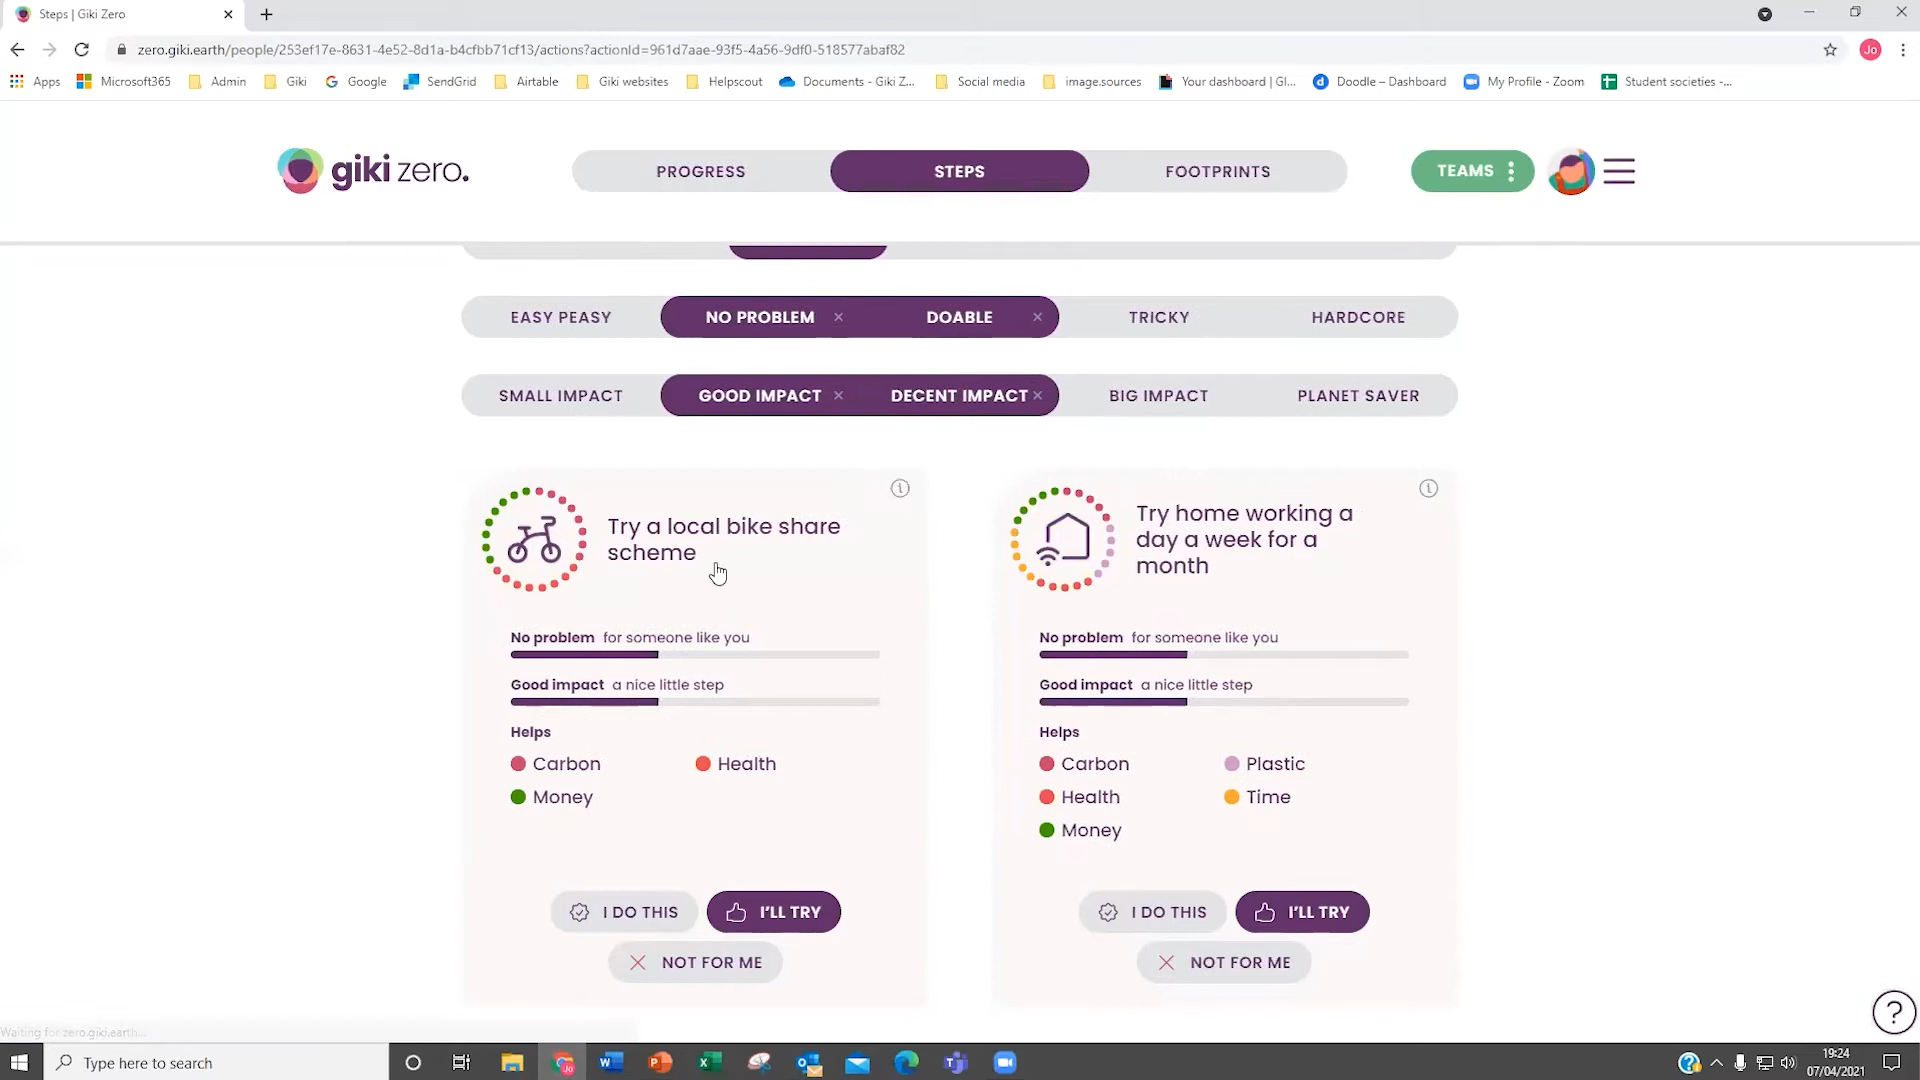 Steps | Giki Zero
zero.giki.earth/people/253ef17e-8631-4e52-8d1a-b4cfbb71cf13/actions?actionId=961d7aae-93f5-4a56-9df0-518577abaf82
Jo
Apps Microsoft365 Admin Giki Google SendGrid Airtable Giki websites Helpscout Documents - Giki Z... Social media image.sources Your dashboard | Gl... Doodle – Dashboard My Profile - Zoom Student societies -...
giki zero. PROGRESS STEPS FOOTPRINTS TEAMS
EASY PEASY NO PROBLEM × DOABLE × TRICKY HARDCORE
SMALL IMPACT GOOD IMPACT × DECENT IMPACT × BIG IMPACT PLANET SAVER
Try a local bike share
scheme
No problem for someone like you
Good impact a nice little step
Helps
Carbon Health
Money
I DO THIS I'LL TRY
NOT FOR ME
Try home working a
day a week for a
month
No problem for someone like you
Good impact a nice little step
Helps
Carbon Plastic
Health Time
Money
I DO THIS I'LL TRY
NOT FOR ME
?
Waiting for zero.giki.earth...
Type here to search
19:24
07/04/2021